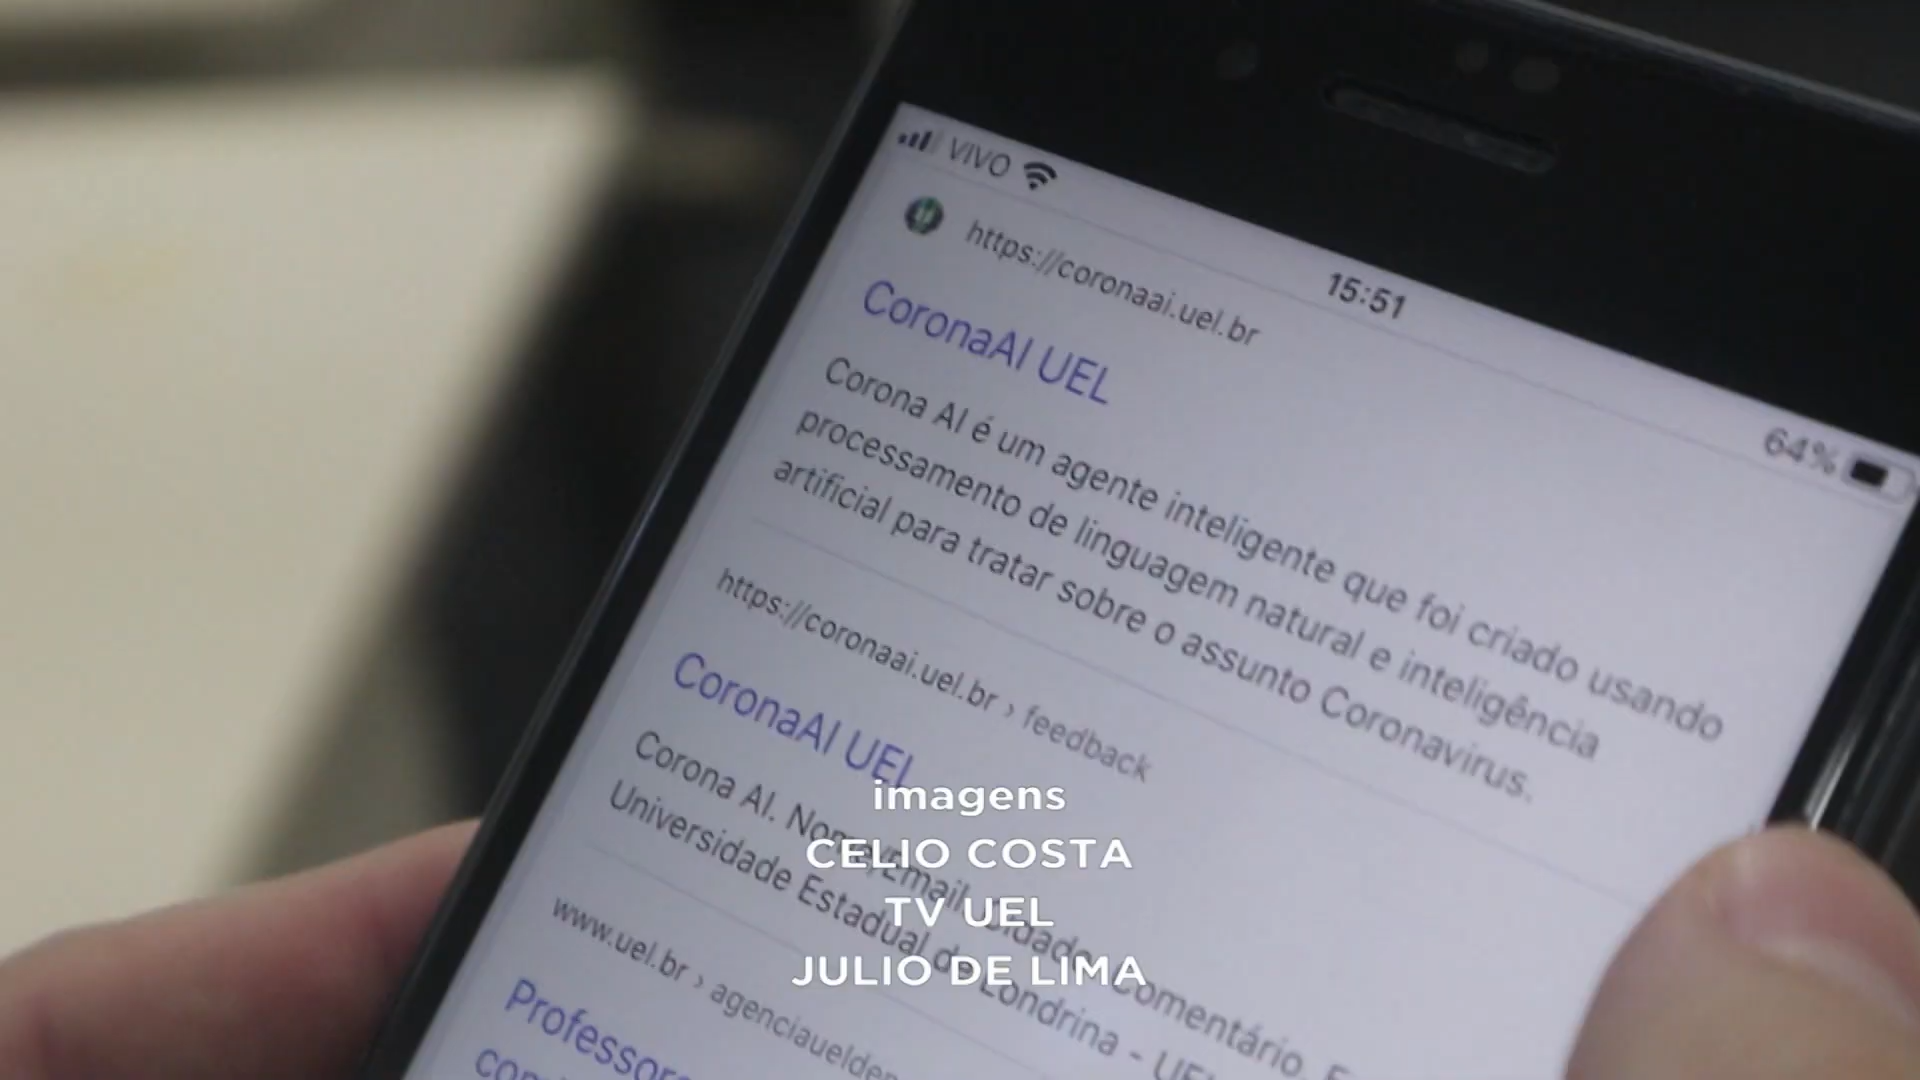 VIVO
15:51
64%
https://coronaai.uel.br
CoronaAI UEL
Corona AI é um agente inteligente que foi criado usando
processamento de linguagem natural e inteligência
artificial para tratar sobre o assunto Coronavirus.
https://coronaai.uel.br › feedback
CoronaAI UEL
Corona AI. Nome/Email. Cidade. Comentário.
Universidade Estadual de Londrina - UEL
www.uel.br ›
imagens
CELIO COSTA
TV UEL
JULIO DE LIMA